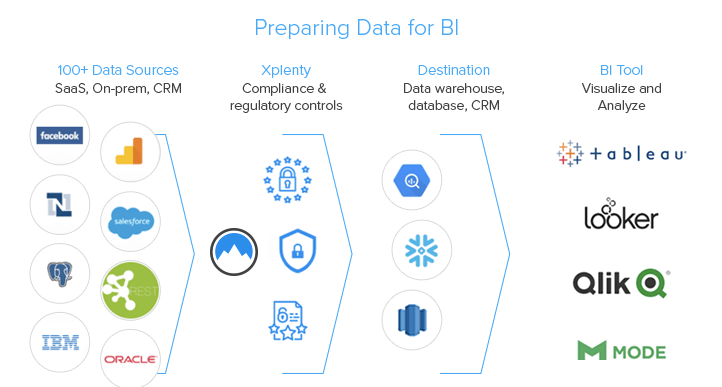 Preparing Data for BI
100+ Data Sources
SaaS, On-prem, CRM
Xplenty
Compliance &
regulatory controls
Destination
Data warehouse,
database, CRM
BI Tool
Visualize and
Analyze
facebook
N
salesforce
REST
IBM
ORACLE
tableau
looker
Qlik
MODE